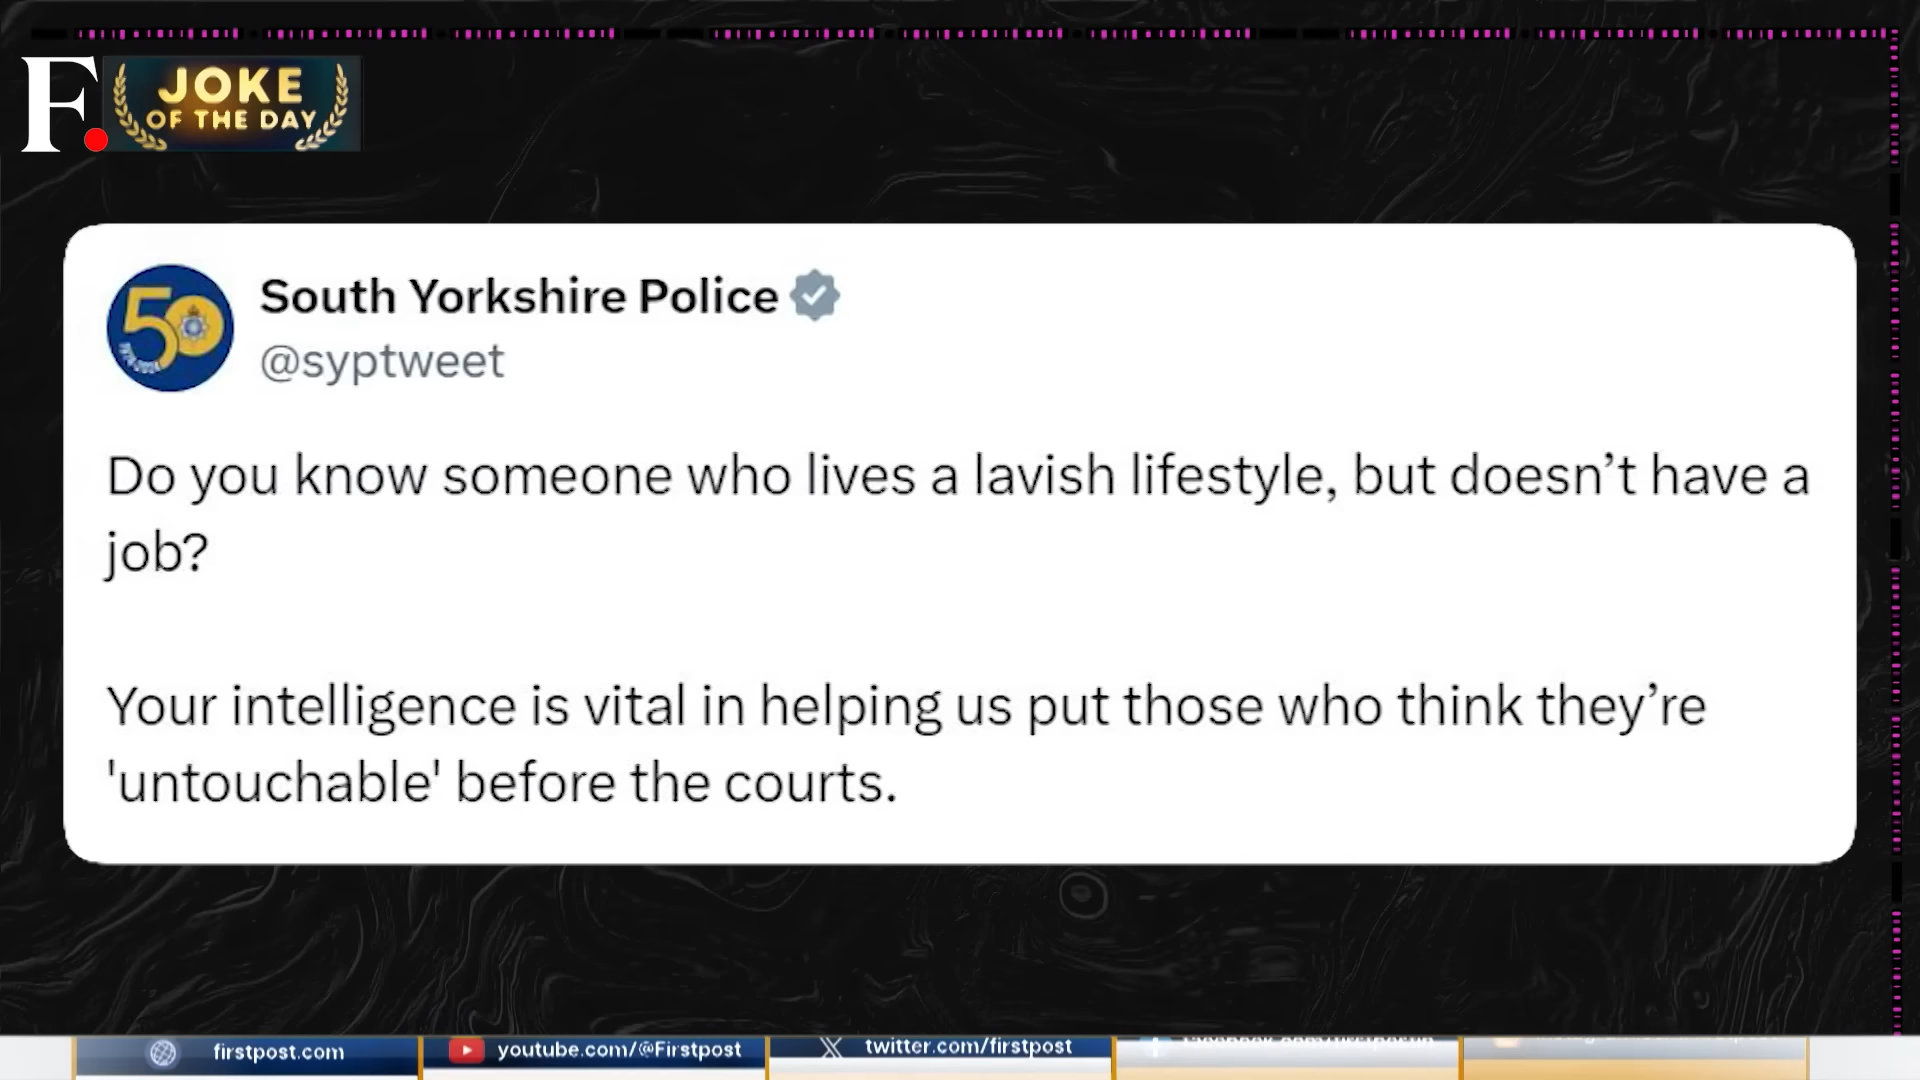 F.
JOKE
OF THE DAY
50
South Yorkshire Police
@syptweet
Do you know someone who lives a lavish lifestyle, but doesn’t have a
job?
Your intelligence is vital in helping us put those who think they’re
'untouchable' before the courts.
firstpost.com
youtube.com/@Firstpost
twitter.com/firstpost